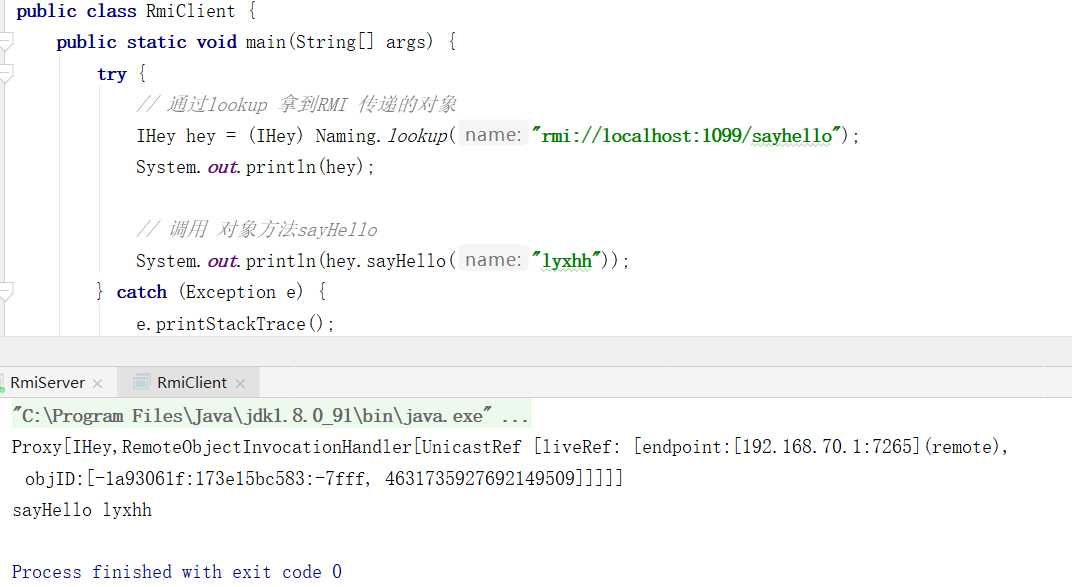 public class RmiClient {
public static void main(String[] args) {
try {
// 通过lookup 拿到RMI 传递的对象
IHey hey = (IHey) Naming.lookup( name: "rmi://localhost:1099/sayhello");
System.out.println(hey);
// 调用 对象方法sayHello
System.out.println(hey.sayHello( name: "lyxhh"));
} catch (Exception e) {
e.printStackTrace();
RmiServer × RmiClient ×
"C:\Program Files\Java\jdk1.8.0_91\bin\java.exe" ...
Proxy[IHey,RemoteObjectInvocationHandler[UnicastRef [liveRef: [endpoint:[192.168.70.1:7265](remote),
objID:[-1a93061f:173e15bc583:-7fff, 4631735927692149509]]]]]
sayHello lyxhh
Process finished with exit code 0